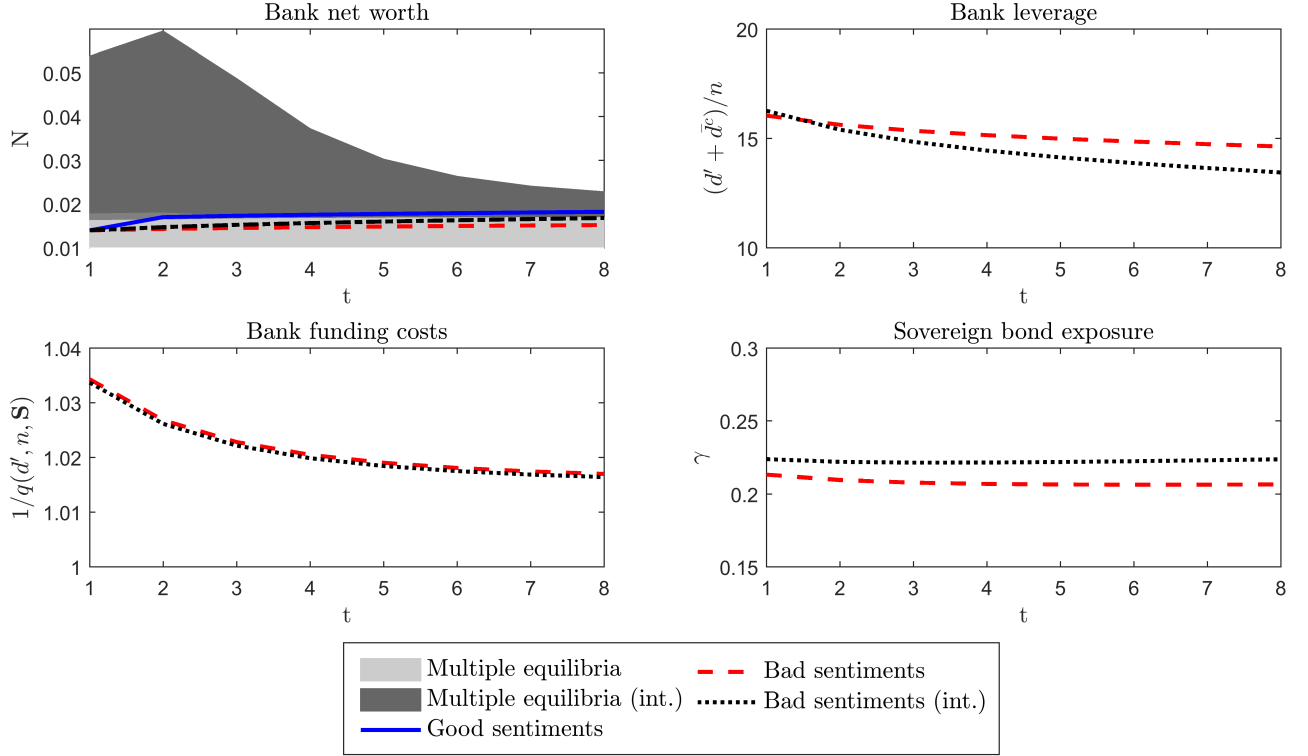 Bank net worth
0.05
0.04
0.03
0.02
0.01
N
1 2 3 4 5 6 7 8
t
Bank leverage
20
15
10
(d′ + d̄ᶜ)/n
1 2 3 4 5 6 7 8
t
Bank funding costs
1.04
1.03
1.02
1.01
1
1/q(d′, n, S)
1 2 3 4 5 6 7 8
t
Sovereign bond exposure
0.3
0.25
0.2
0.15
γ
1 2 3 4 5 6 7 8
t
Multiple equilibria
Multiple equilibria (int.)
Good sentiments
Bad sentiments
Bad sentiments (int.)